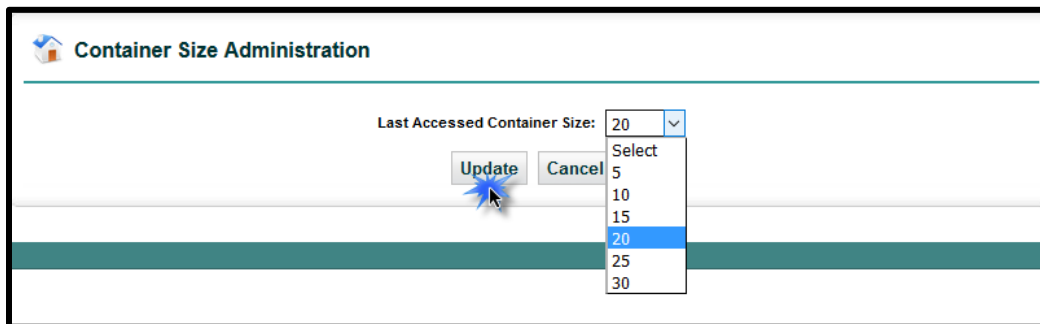 Container Size Administration
Last Accessed Container Size: 20
Update Cancel
Select
5
10
15
20
25
30